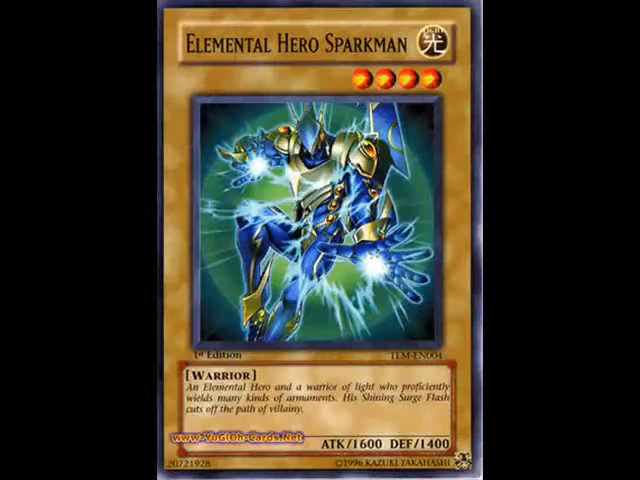 Elemental Hero Sparkman
光
1st Edition
TLM-EN004
[Warrior]
An Elemental Hero and a warrior of light who proficiently
wields many kinds of armaments. His Shining Surge Flash
cuts off the path of villainy.
www.YuGiOh-Cards.Net
ATK/1600 DEF/1400
20721928
©1996 KAZUKI TAKAHASHI